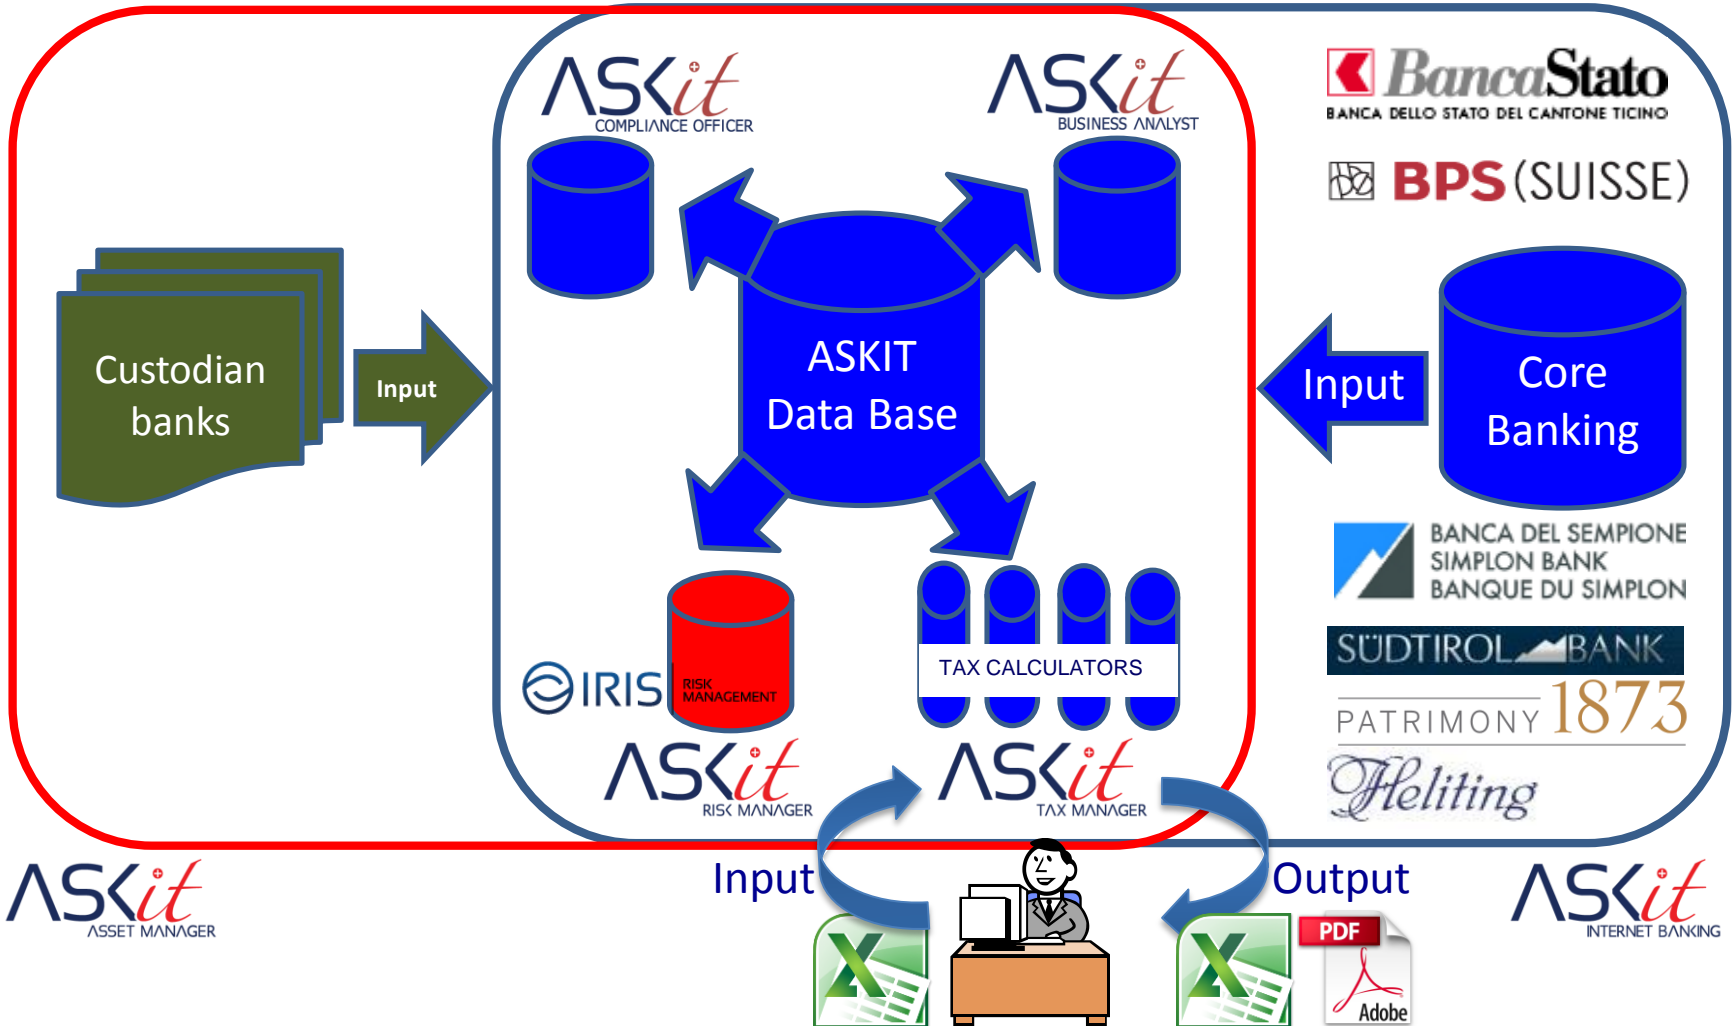 ASKit
COMPLIANCE OFFICER
ASKit
BUSINESS ANALYST
BancaStato
BANCA DELLO STATO DEL CANTONE TICINO
BPS (SUISSE)
Custodian
banks
Input
ASKIT
Data Base
Input
Core
Banking
BANCA DEL SEMPIONE
SIMPLON BANK
BANQUE DU SIMPLON
SÜDTIROL BANK
PATRIMONY 1873
Heliting
IRIS
RISK
MANAGEMENT
TAX CALCULATORS
ASKit
RISK MANAGER
ASKit
TAX MANAGER
Input
Output
ASKit
ASSET MANAGER
ASKit
INTERNET BANKING
X
X
PDF
Adobe